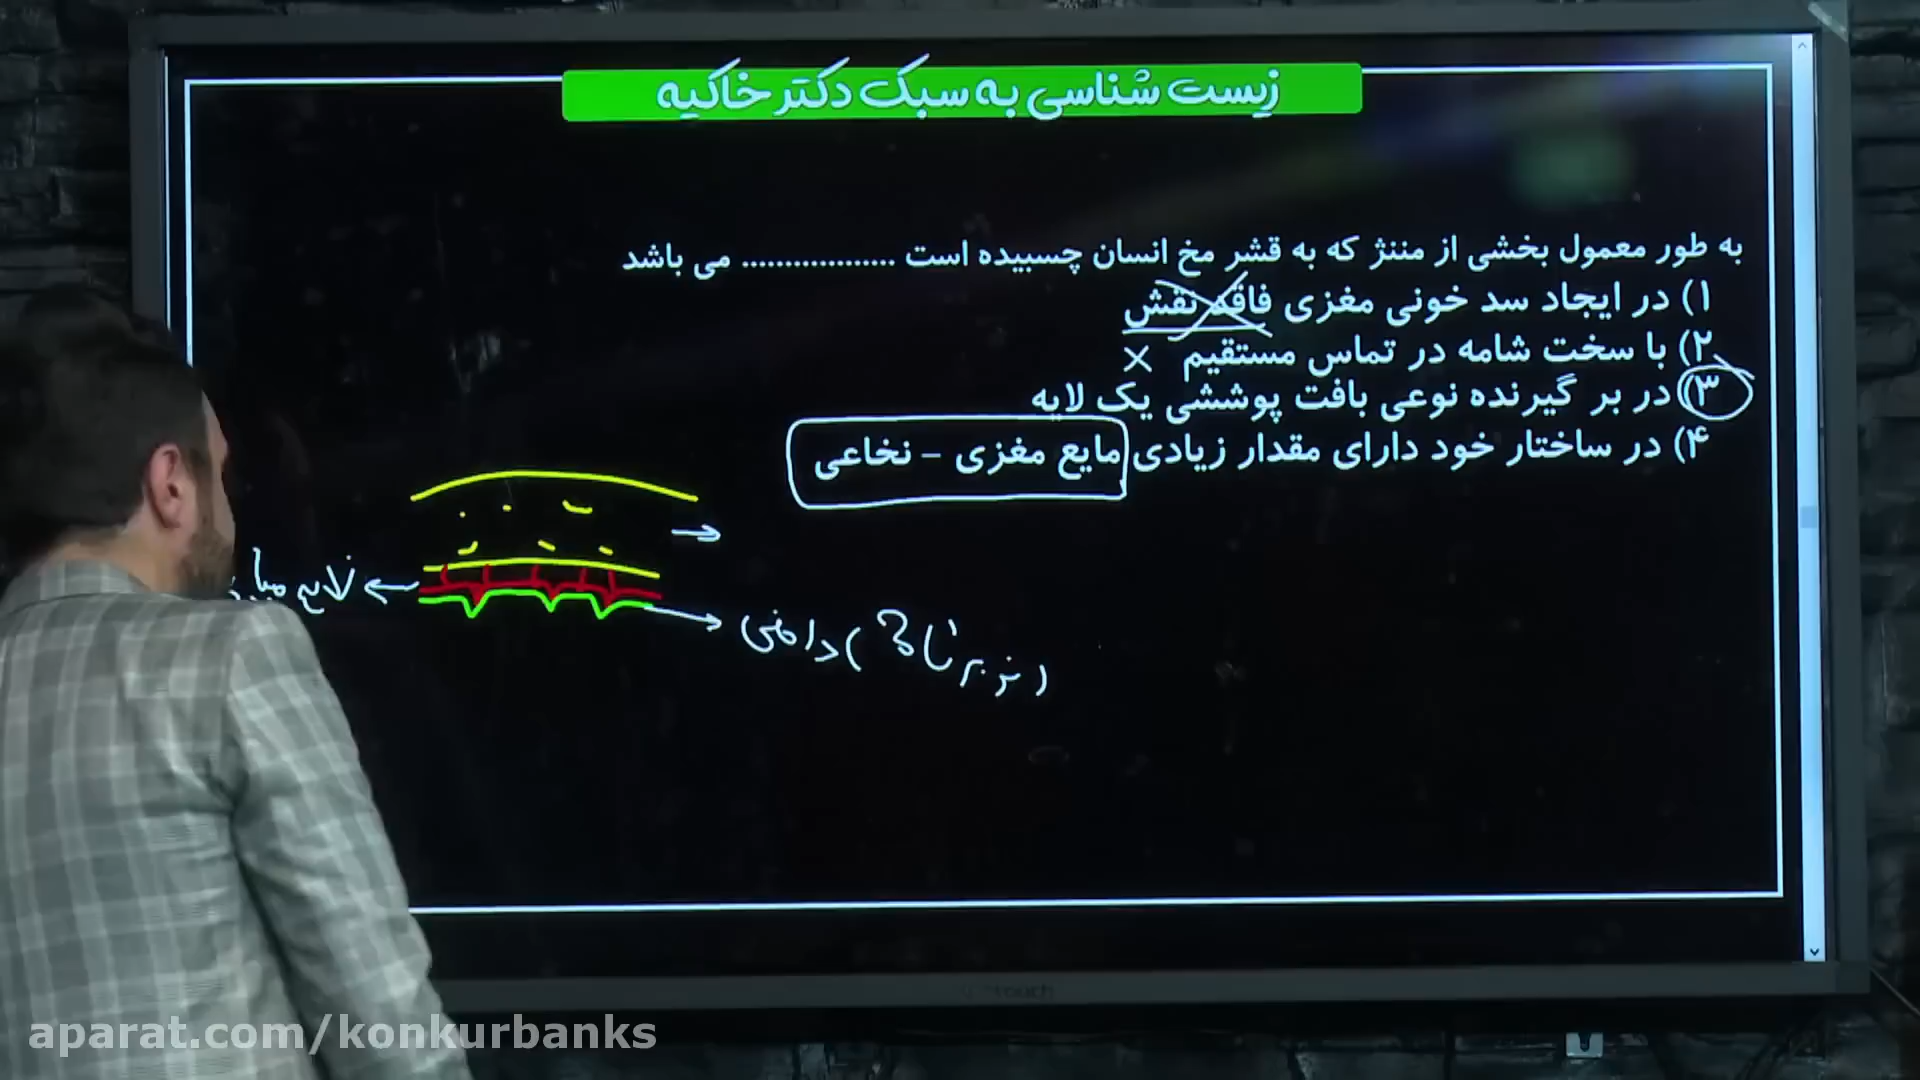 زیست شناسی به سبک دکتر خاکیه
به طور معمول بخشی از مننژ که به قشر مخ انسان چسبیده است .................. می باشد
۱) در ایجاد سد خونی مغزی فاقد نقش
۲) با سخت شامه در تماس مستقیم
۳) در بر گیرنده نوعی بافت پوششی یک لایه
۴) در ساختار خود دارای مقدار زیادی مایع مغزی – نخاعی
داخلی
aparat.com/konkurbanks